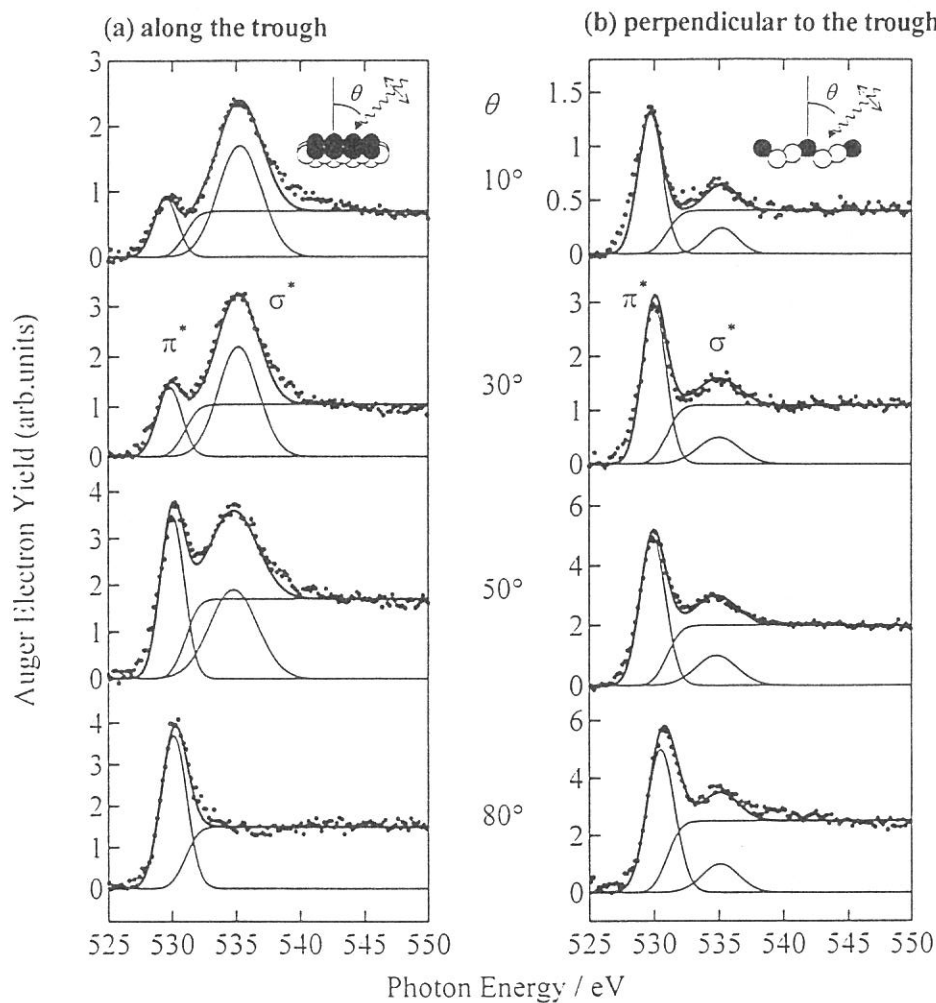 (a) along the trough
(b) perpendicular to the trough
3
2
1
0
θ
θ
10°
1.5
1
0.5
0
θ
3
2
1
0
π*
σ*
30°
3
2
1
0
π*
σ*
4
3
2
1
0
50°
6
4
2
0
4
3
2
1
0
80°
6
4
2
0
525 530 535 540 545 550
525 530 535 540 545 550
Photon Energy / eV
Auger Electron Yield (arb.units)